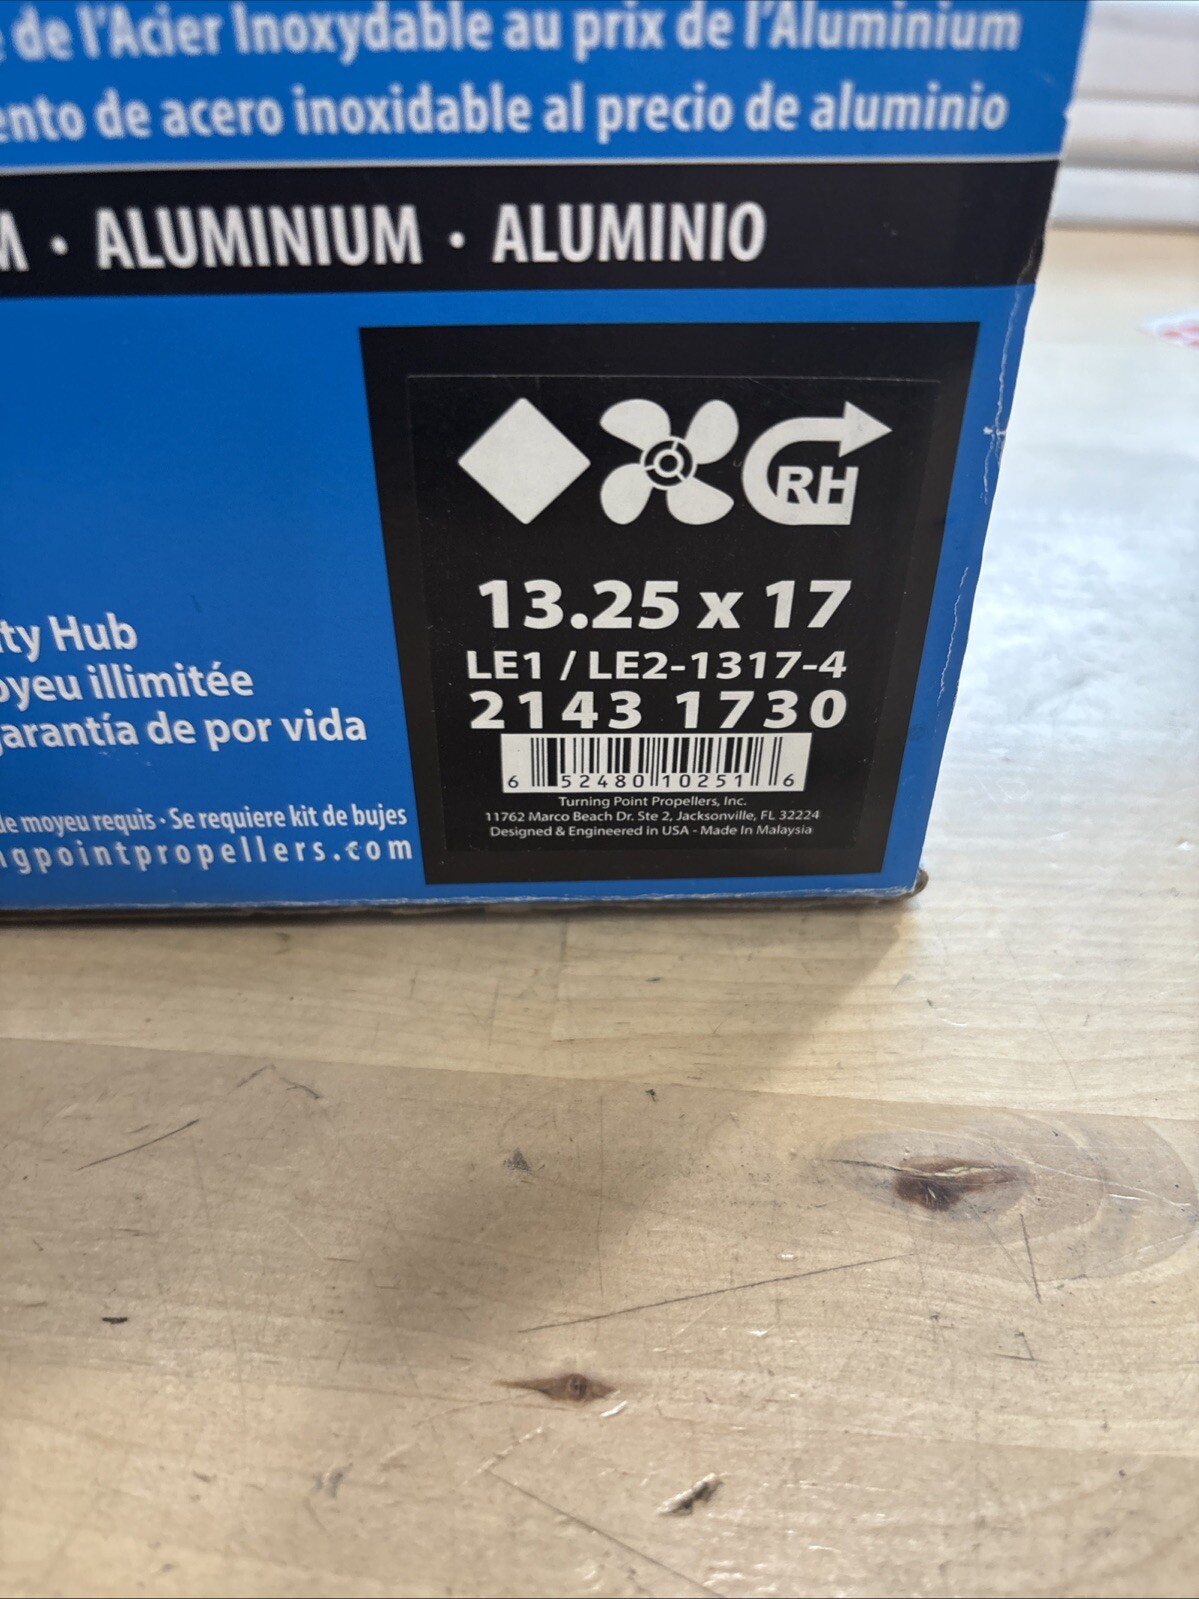 de l'Acier Inoxydable au prix de l'Aluminium
de acero inoxidable al precio de aluminio
· ALUMINIUM · ALUMINIO
RH
13.25 x 17
LE1 / LE2-1317-4
2143 1730
6 52480 10251 6
Turning Point Propellers, Inc.
11762 Marco Beach Dr. Ste 2, Jacksonville, FL 32224
Designed & Engineered in USA - Made In Malaysia
ty Hub
oyeu illimitée
garantía de por vida
de moyeu requis · Se requiere kit de bujes
ngpointpropellers.com